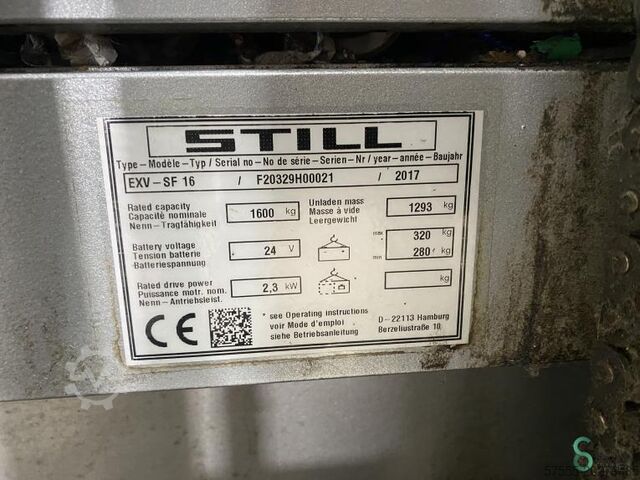 STILL
Type – Modèle – Typ / Serial no – No de série – Serien – Nr / year – année – Baujahr
EXV – SF 16 / F20329H00021 / 2017
Rated capacity
Capacité nominale
Nenn – Tragfähigkeit
1600 kg
Unladen mass
Masse à vide
Leergewicht
1293 kg
Battery voltage
Tension batterie
Batteriespannung
24 V
max 320 kg
min 280 kg
Rated drive power
Puissance motr. nom.
Nenn – Antriebsleist.
2,3 kW
kg
CE
* see Operating instructions
voir Mode d'emploi
siehe Betriebsanleitung
D – 22113 Hamburg
Berzeliustraße 10